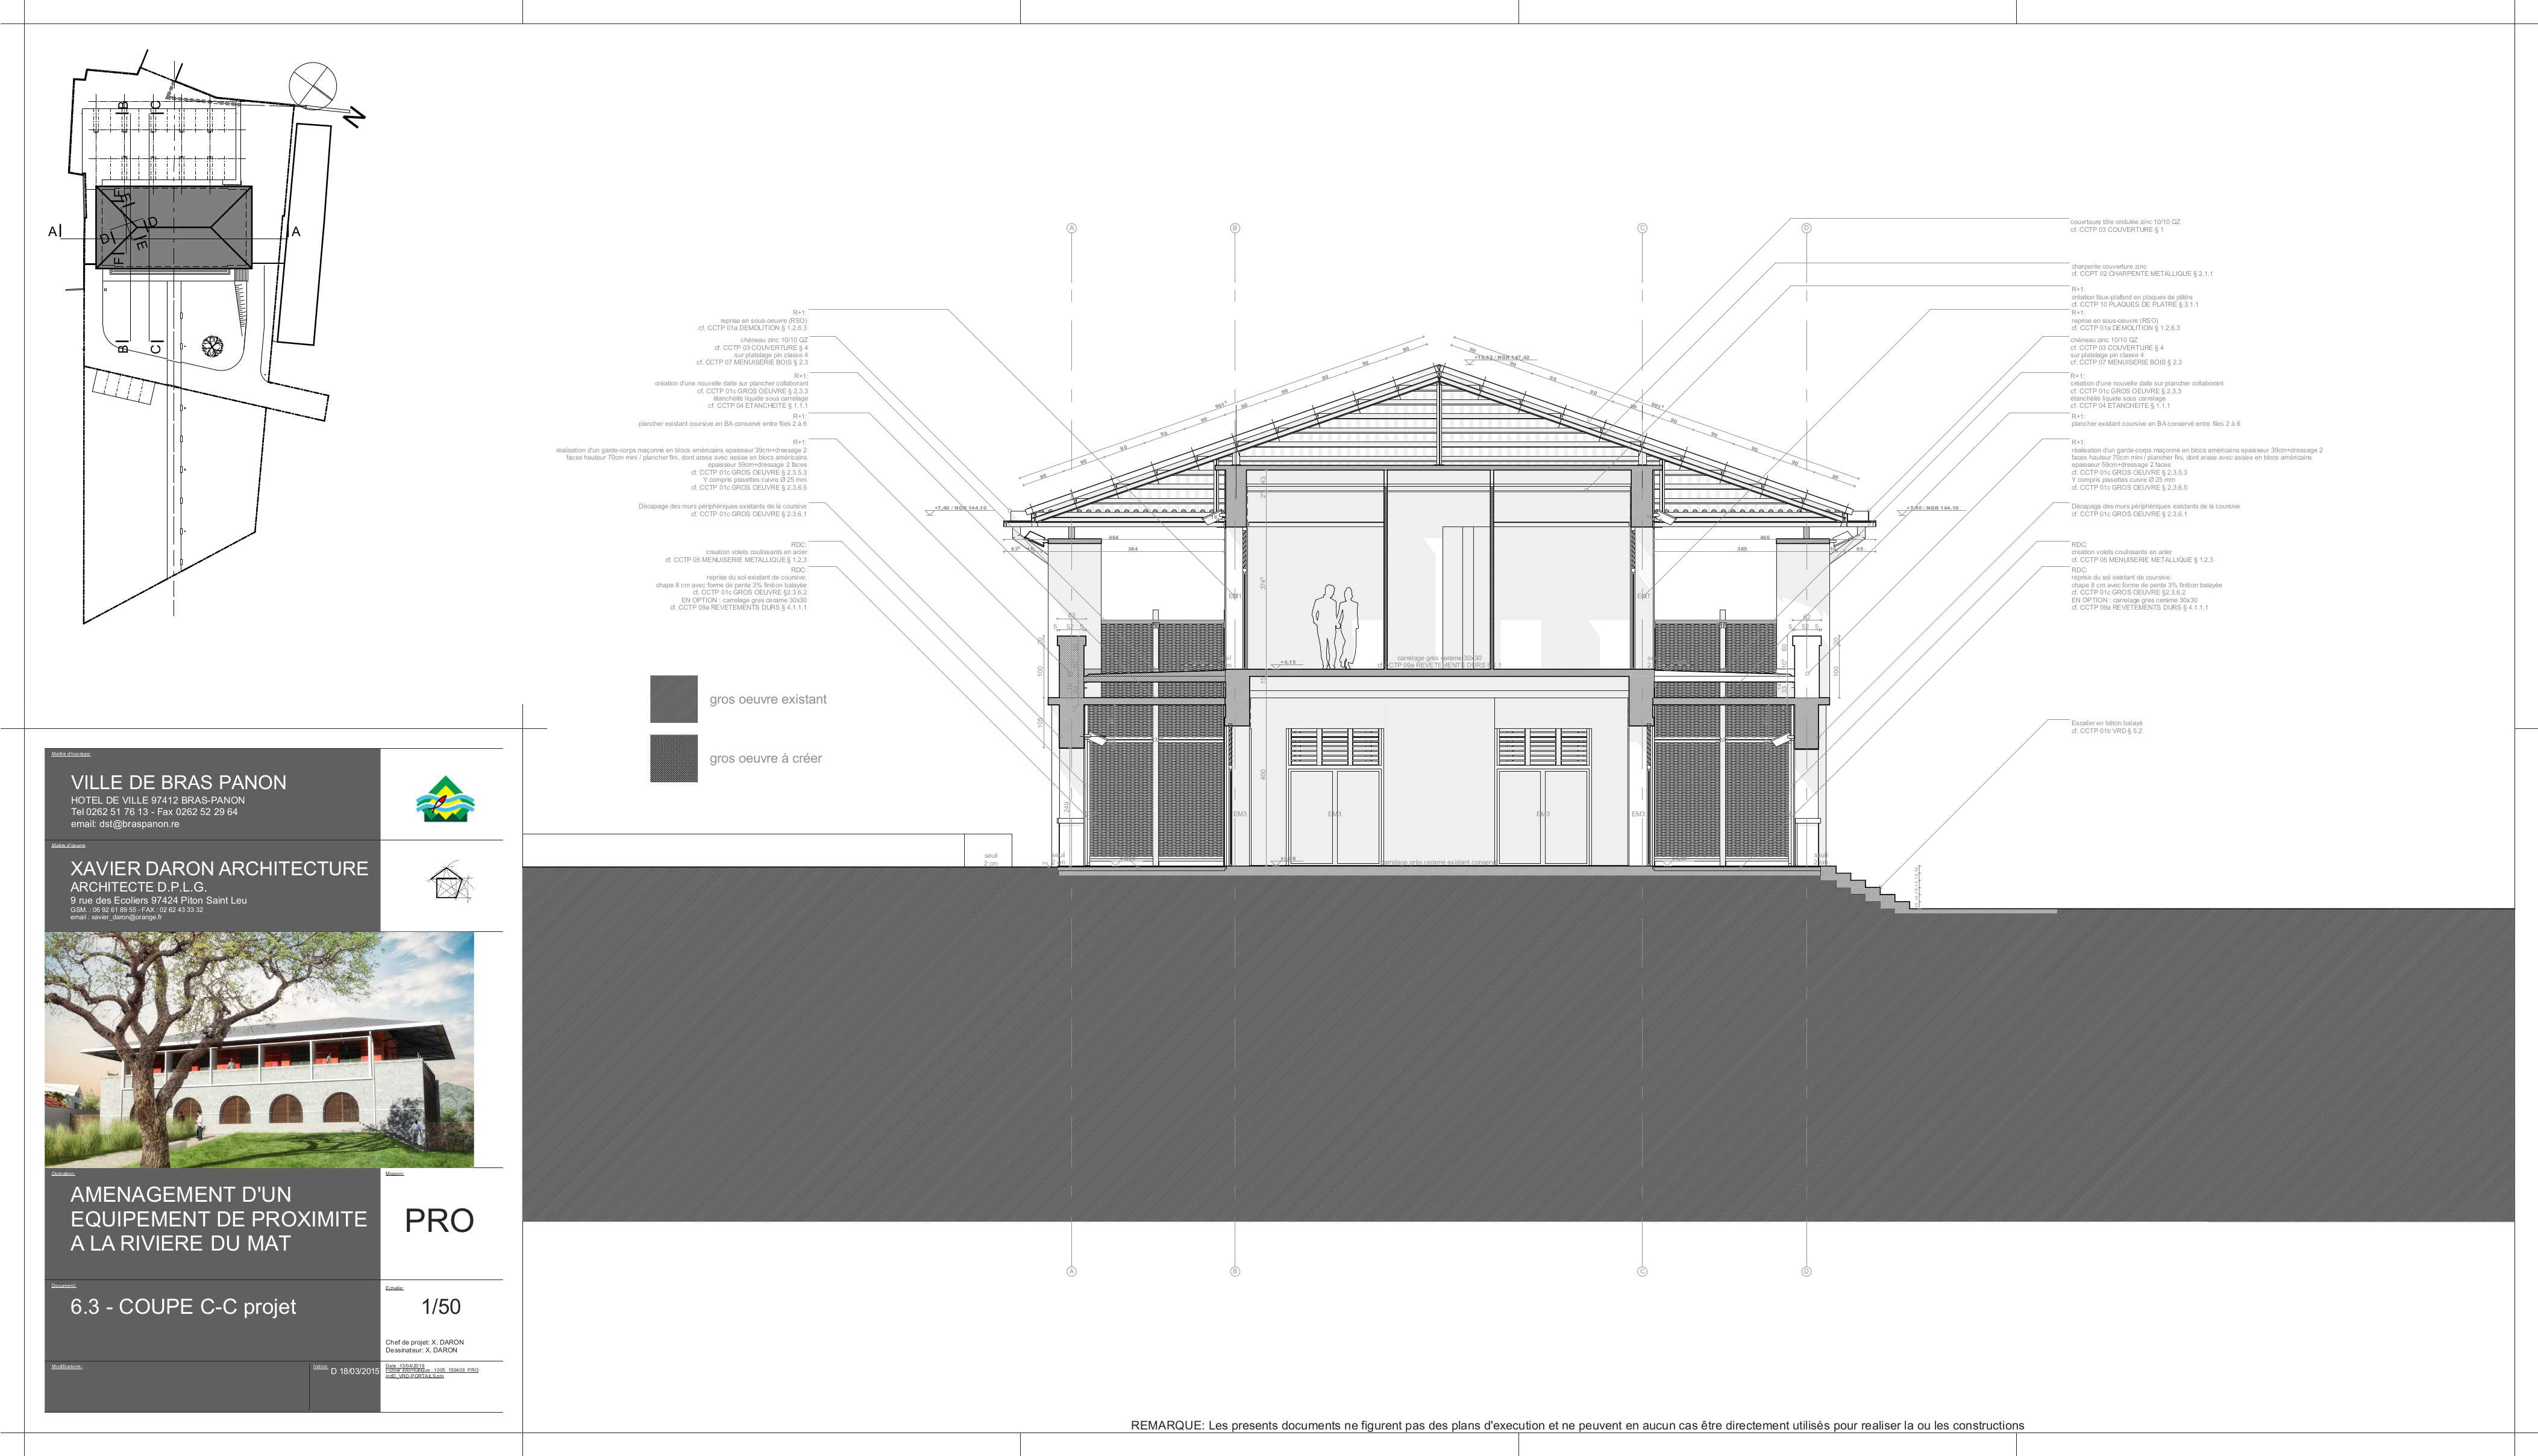 N
B
C
F
E
A
D
D
A
E
F
B
C
A
B
C
D
couvrteure tôle ondulée zinc 10/10 QZ
cf. CCTP 03 COUVERTURE § 1
charpente couverture zinc
cf. CCPT 02 CHARPENTE METALLIQUE § 2.1.1
R+1:
création faux-plafond en plaques de plâtre
cf. CCTP 10 PLAQUES DE PLATRE § 3.1.1
R+1:
reprise en sous-oeuvre (RSO)
cf. CCTP 01a DEMOLITION § 1.2.6.3
chéneau zinc 10/10 QZ
cf. CCTP 03 COUVERTURE § 4
sur platelage pin classe 4
cf. CCTP 07 MENUISERIE BOIS § 2.3
R+1:
création d'une nouvelle dalle sur plancher collaborant
cf. CCTP 01c GROS OEUVRE § 2.3.3
étanchéité liquide sous carrelage
cf. CCTP 04 ETANCHEITE § 1.1.1
R+1:
plancher existant coursive en BA conservé entre files 2 à 6
R+1:
réalisation d'un garde-corps maçonné en blocs américains epaisseur 39cm+dressage 2
faces hauteur 70cm mini / plancher fini, dont arase avec assise en blocs américains
epaisseur 59cm+dressage 2 faces
cf. CCTP 01c GROS OEUVRE § 2.3.5.3
Y compris pissettes cuivre Ø 25 mm
cf. CCTP 01c GROS OEUVRE § 2.3.6.5
Décapage des murs périphériques existants de la coursive
cf. CCTP 01c GROS OEUVRE § 2.3.6.1
RDC:
creation volets coulissants en acier
cf. CCTP 05 MENUISERIE METALLIQUE § 1.2.3
RDC:
reprise du sol existant de coursive:
chape 8 cm avec forme de pente 3% finition balayée
cf. CCTP 01c GROS OEUVRE §2.3.6.2
EN OPTION : carrelage gres cerame 30x30
cf. CCTP 09a REVETEMENTS DURS § 4.1.1.1
Escalier en béton balayé
cf. CCTP 01b VRD § 5.2
R+1:
reprise en sous-oeuvre (RSO)
cf. CCTP 01a DEMOLITION § 1.2.6.3
chéneau zinc 10/10 QZ
cf. CCTP 03 COUVERTURE § 4
sur platelage pin classe 4
cf. CCTP 07 MENUISERIE BOIS § 2.3
R+1:
création d'une nouvelle dalle sur plancher collaborant
cf. CCTP 01c GROS OEUVRE § 2.3.3
étanchéité liquide sous carrelage
cf. CCTP 04 ETANCHEITE § 1.1.1
R+1:
plancher existant coursive en BA conservé entre files 2 à 6
R+1:
réalisation d'un garde-corps maçonné en blocs américains epaisseur 39cm+dressage 2
faces hauteur 70cm mini / plancher fini, dont arase avec assise en blocs américains
epaisseur 59cm+dressage 2 faces
cf. CCTP 01c GROS OEUVRE § 2.3.5.3
Y compris pissettes cuivre Ø 25 mm
cf. CCTP 01c GROS OEUVRE § 2.3.6.5
Décapage des murs périphériques existants de la coursive
cf. CCTP 01c GROS OEUVRE § 2.3.6.1
RDC:
creation volets coulissants en acier
cf. CCTP 05 MENUISERIE METALLIQUE § 1.2.3
RDC:
reprise du sol existant de coursive:
chape 8 cm avec forme de pente 3% finition balayée
cf. CCTP 01c GROS OEUVRE §2.3.6.2
EN OPTION : carrelage gres cerame 30x30
cf. CCTP 09a REVETEMENTS DURS § 4.1.1.1
+7.40 / NGR 144.15
464
364
466
365
EM1
EM1
+4,15
carrelage grès cerame 30x30
EM3
EM3
EM3
EM3
400
249
100
105
100
carrelage grès cerame existant conservé
seuil
2 cm
gros oeuvre existant
gros oeuvre à créer
A
B
C
D
Maître d'ouvrage:
VILLE DE BRAS PANON
HOTEL DE VILLE 97412 BRAS-PANON
Tel 0262 51 76 13 - Fax 0262 52 29 64
email: dst@braspanon.re
Maître d'œuvre
XAVIER DARON ARCHITECTURE
ARCHITECTE D.P.L.G.
9 rue des Ecoliers 97424 Piton Saint Leu
GSM. : 06 92 61 89 55 - FAX : 02 62 43 33 32
email : xavier_daron@orange.fr
Opération:
AMENAGEMENT D'UN
EQUIPEMENT DE PROXIMITE
A LA RIVIERE DU MAT
Mission:
PRO
Document:
6.3 - COUPE C-C projet
Echelle:
1/50
Chef de projet: X. DARON
Dessinateur: X. DARON
Modifications:
Indice:
D 18/03/2015
REMARQUE: Les presents documents ne figurent pas des plans d'execution et ne peuvent en aucun cas être directement utilisés pour realiser la ou les constructions